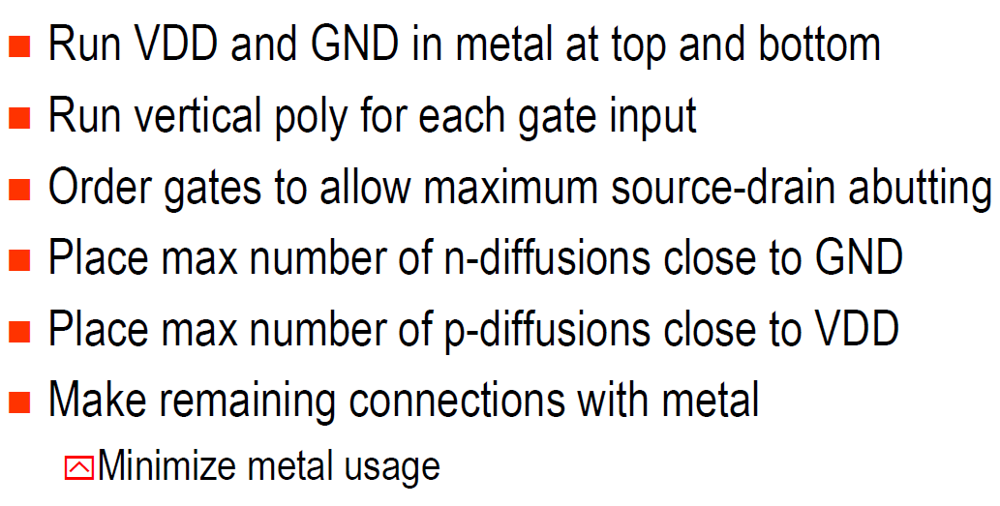 Run VDD and GND in metal at top and bottom
Run vertical poly for each gate input
Order gates to allow maximum source-drain abutting
Place max number of n-diffusions close to GND
Place max number of p-diffusions close to VDD
Make remaining connections with metal
Minimize metal usage